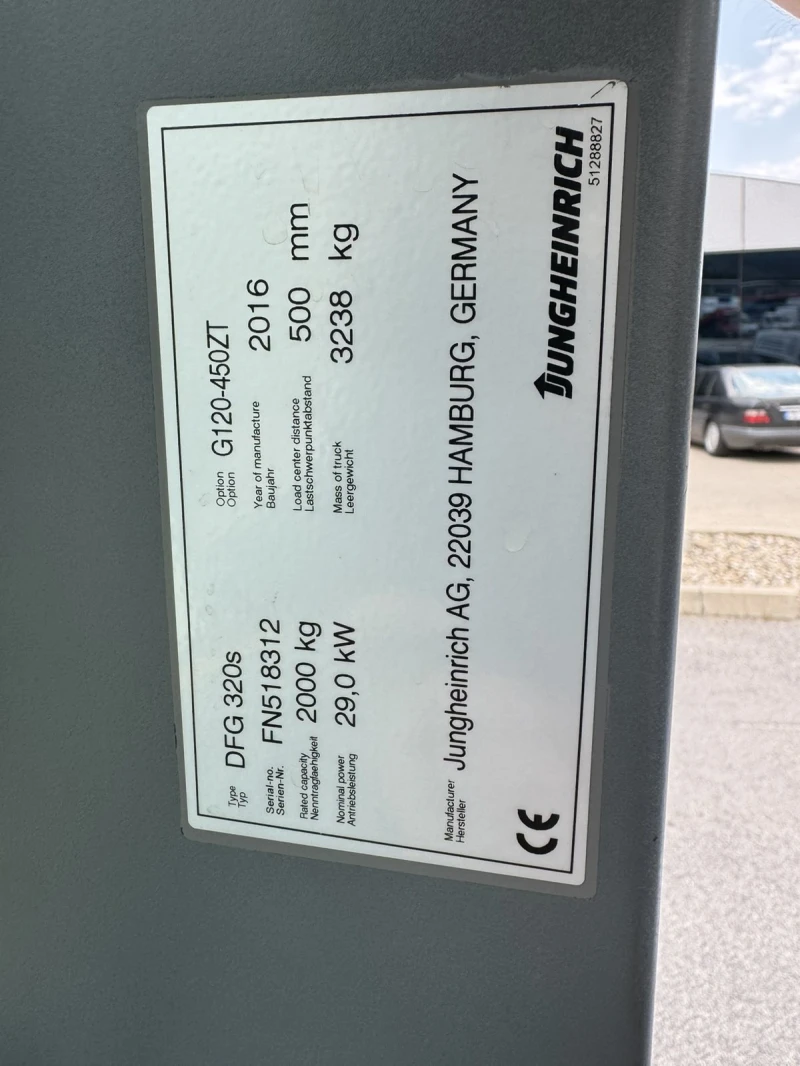 Type DFG 320s Option G120-450ZT
Typ Option
Serial-no. FN518312 Year of manufacture 2016
Serien-Nr. Baujahr
Rated capacity 2000 kg Load center distance 500 mm
Nenntragfaehigkeit Lastschwerpunktabstand
Nominal power 29,0 kW Mass of truck 3238 kg
Antriebsleistung Leergewicht
Manufacturer Jungheinrich AG, 22039 HAMBURG, GERMANY
Hersteller
CE JUNGHEINRICH
51288827